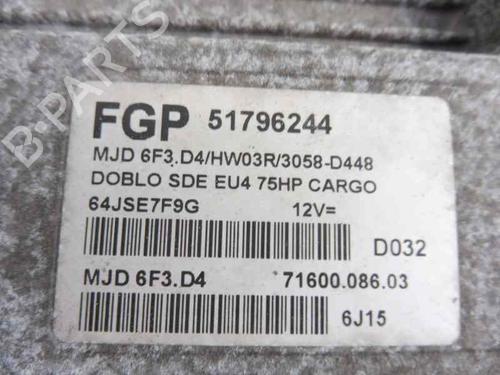 B-PARTS
FGP 51796244
MJD 6F3.D4/HW03R/3058-D448
DOBLO SDE EU4 75HP CARGO
64JSE7F9G 12V=
D032
MJD 6F3.D4 71600.086.03
6J15